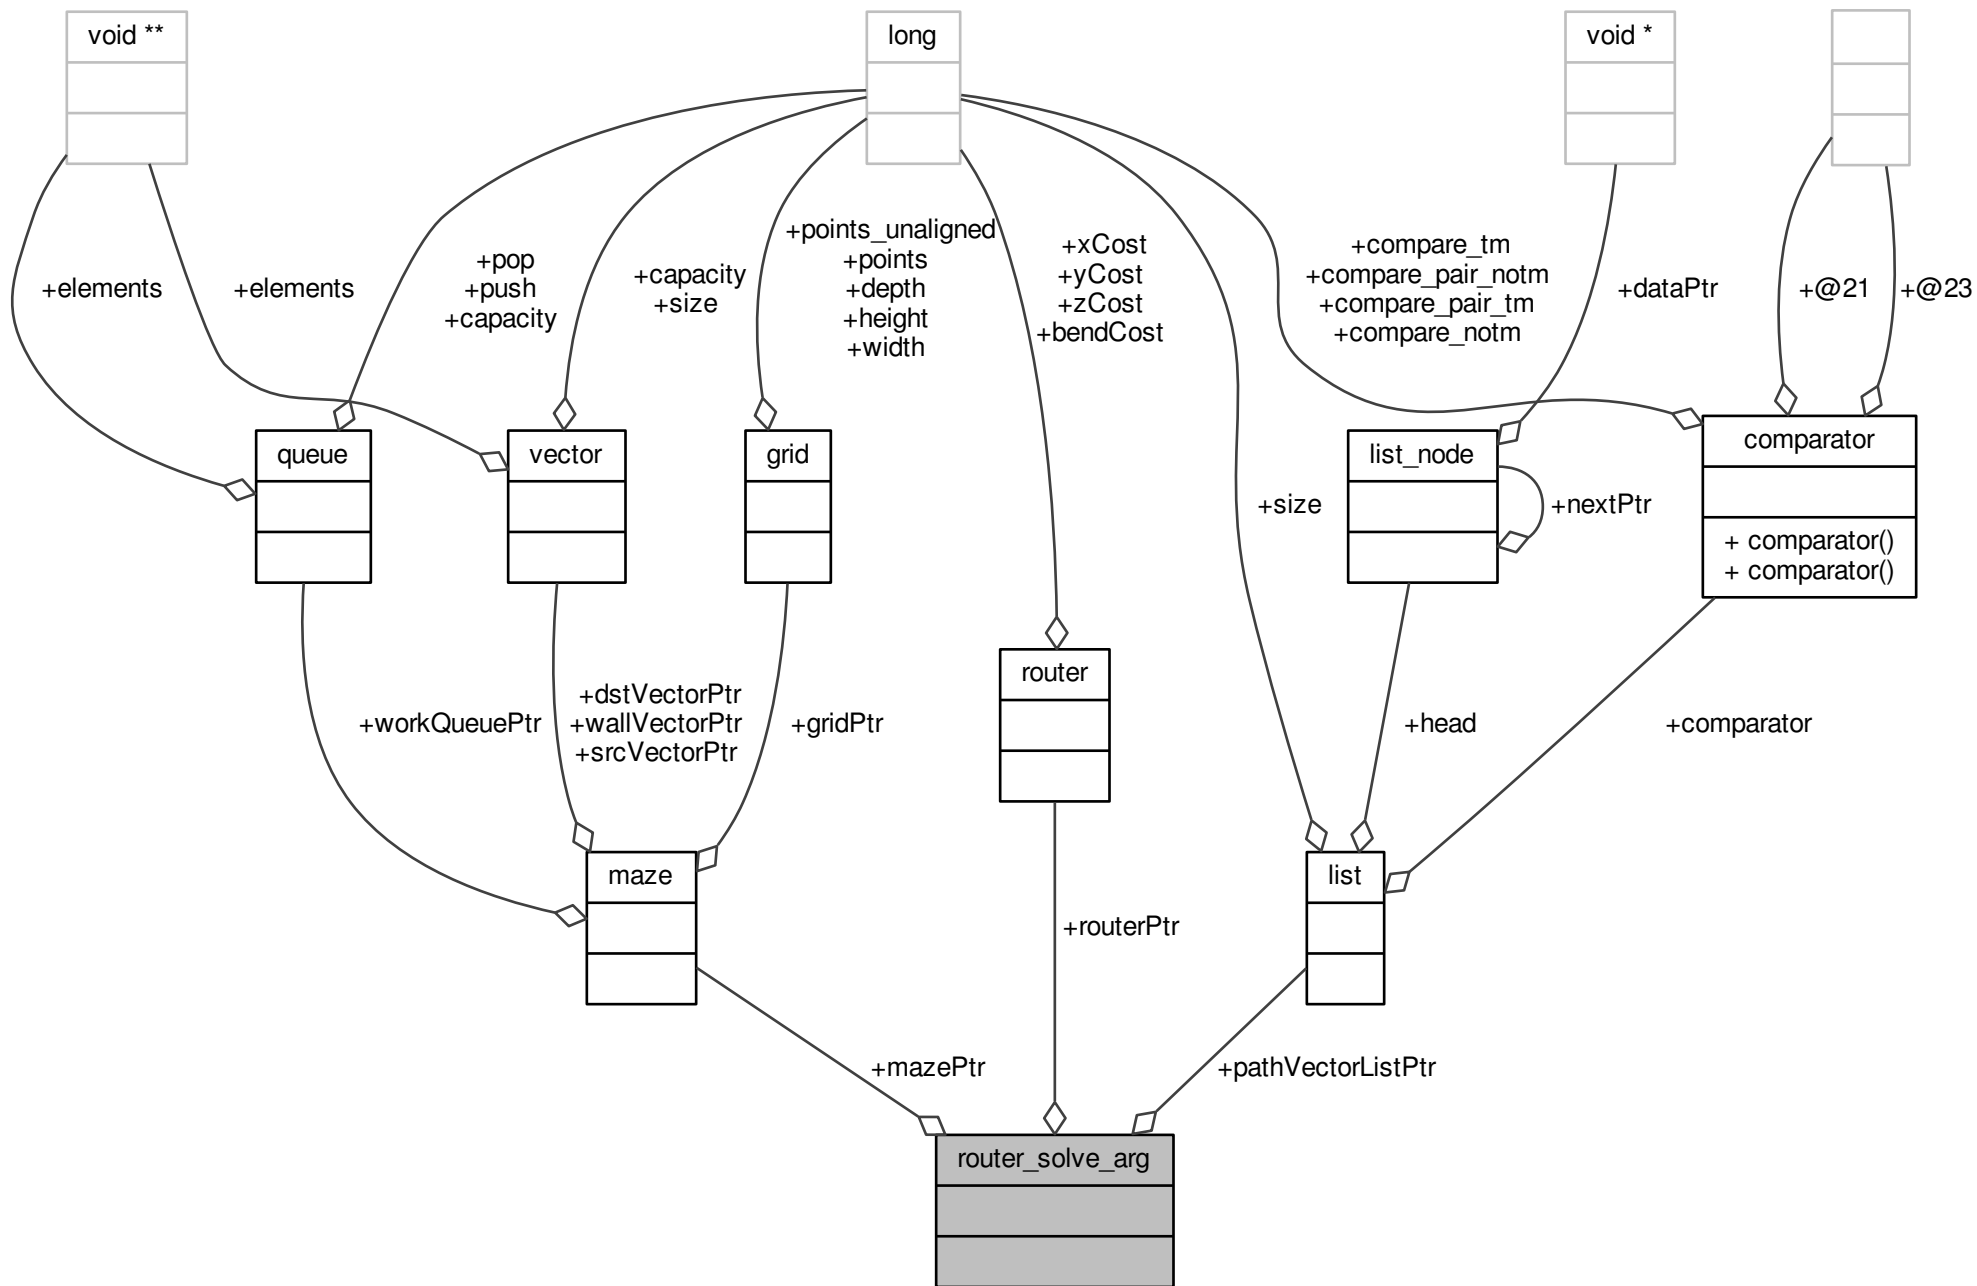 void **
long
void *
+elements
+elements
+pop
+push
+capacity
+capacity
+size
+points_unaligned
+points
+depth
+height
+width
+xCost
+yCost
+zCost
+bendCost
+compare_tm
+compare_pair_notm
+compare_pair_tm
+compare_notm
+dataPtr
+@21
+@23
queue
vector
grid
+size
list_node
+nextPtr
comparator
+ comparator()
+ comparator()
router
+workQueuePtr
+dstVectorPtr
+wallVectorPtr
+srcVectorPtr
+gridPtr
+head
+comparator
maze
list
+routerPtr
+mazePtr
+pathVectorListPtr
router_solve_arg